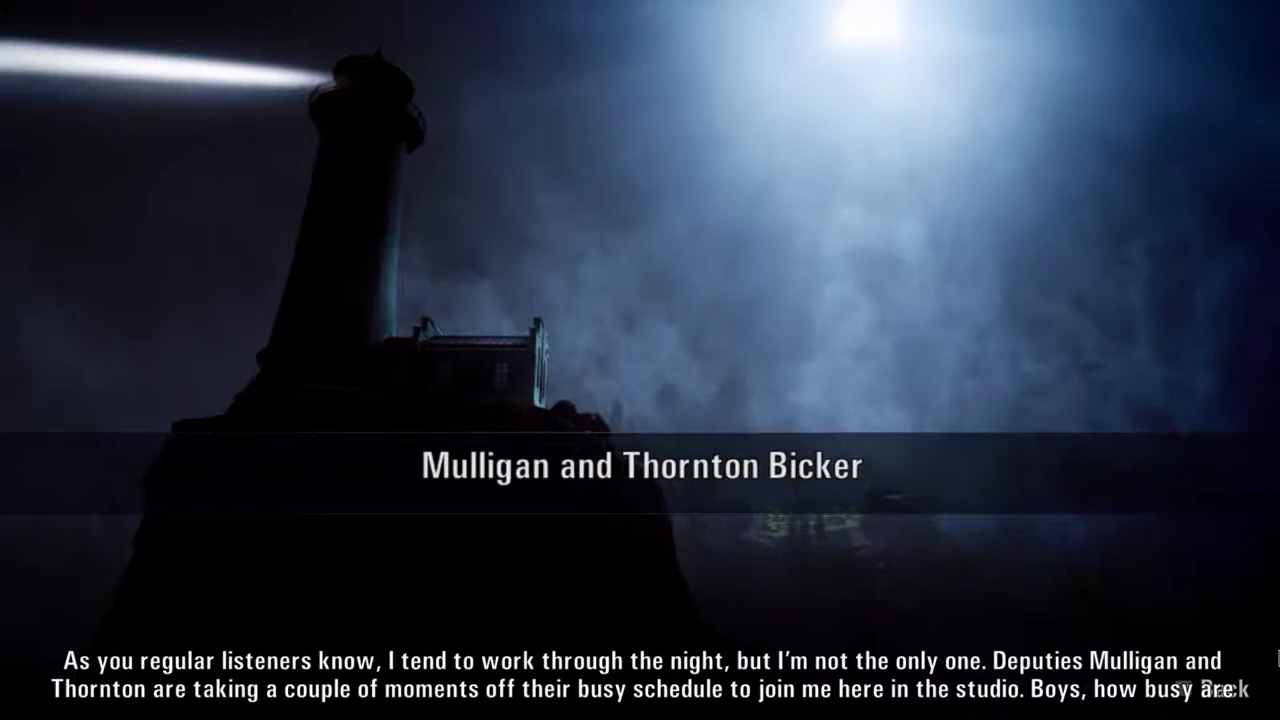 Mulligan and Thornton Bicker
As you regular listeners know, I tend to work through the night, but I'm not the only one. Deputies Mulligan and
Thornton are taking a couple of moments off their busy schedule to join me here in the studio. Boys, how busy are
Back